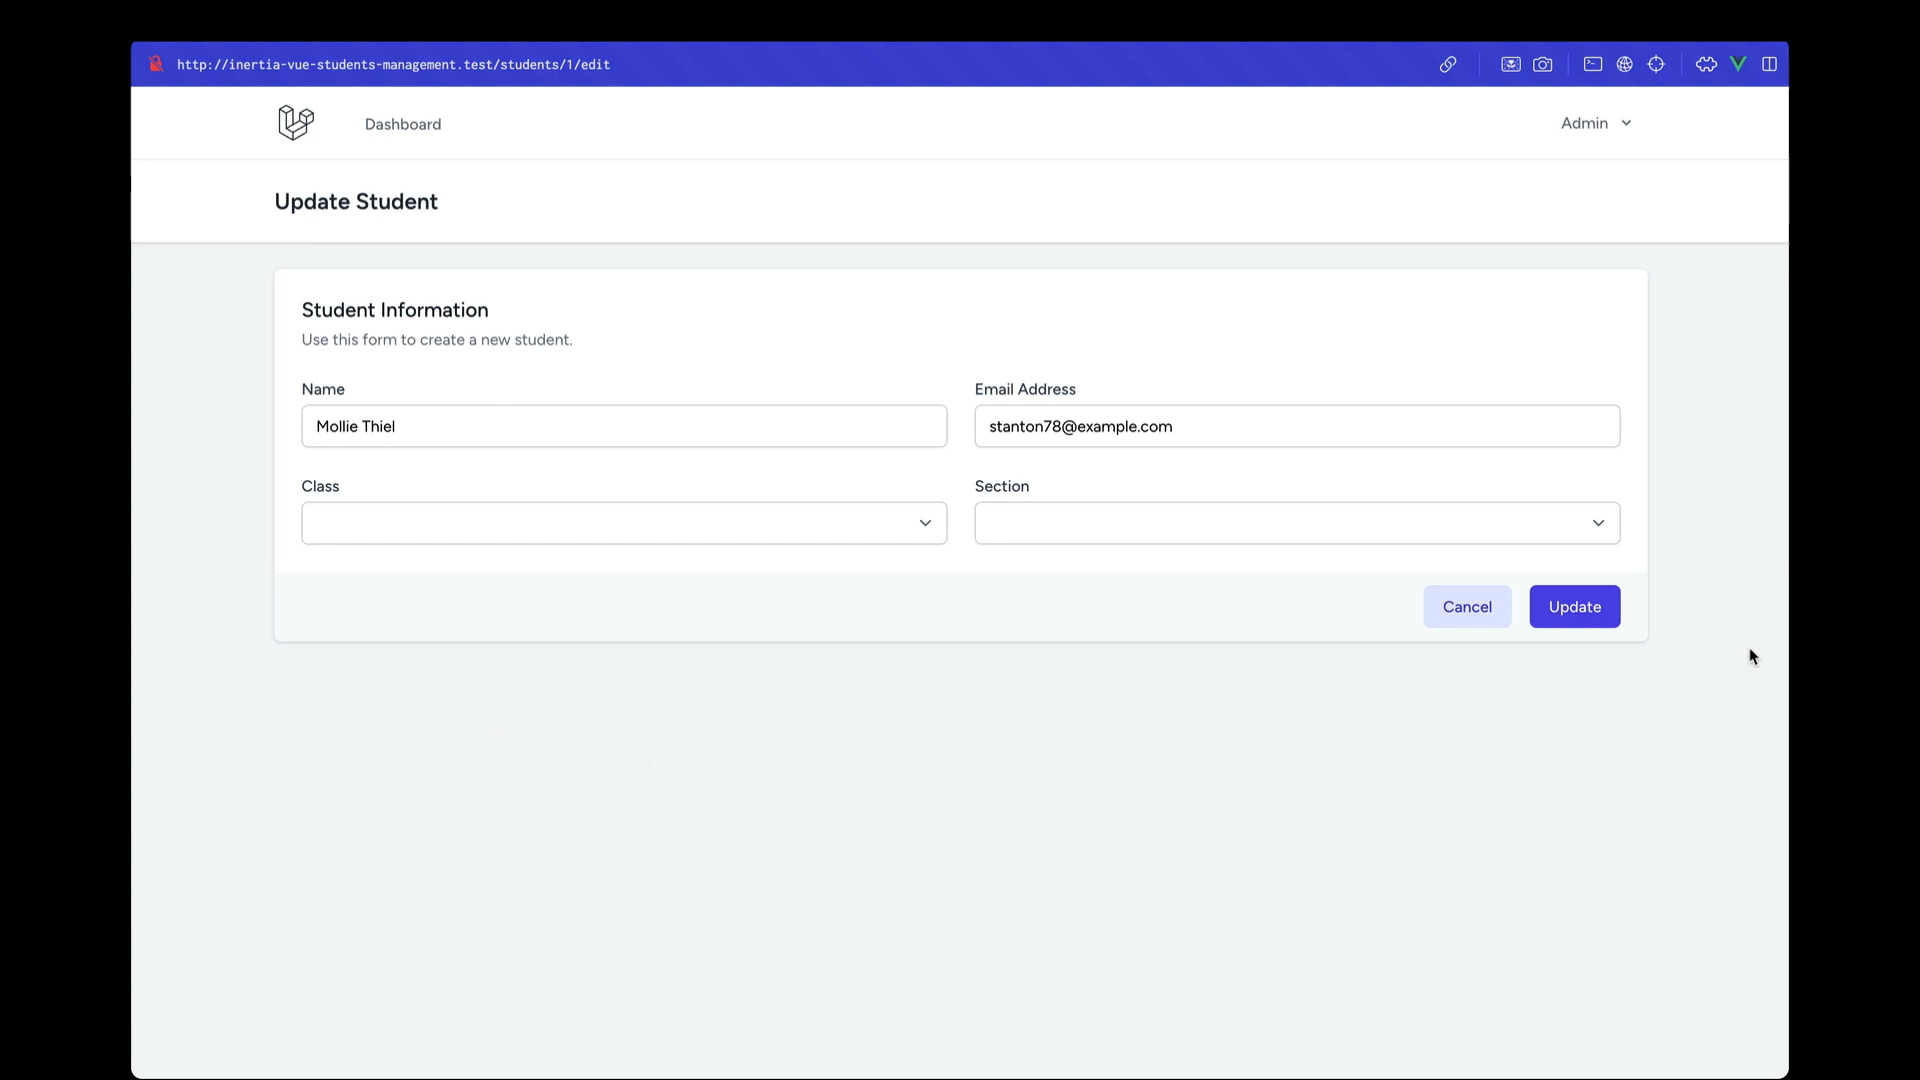 http://inertia-vue-students-management.test/students/1/edit
Dashboard
Admin
Update Student
Student Information
Use this form to create a new student.
Name
Email Address
Mollie Thiel
stanton78@example.com
Class
Section
Cancel
Update